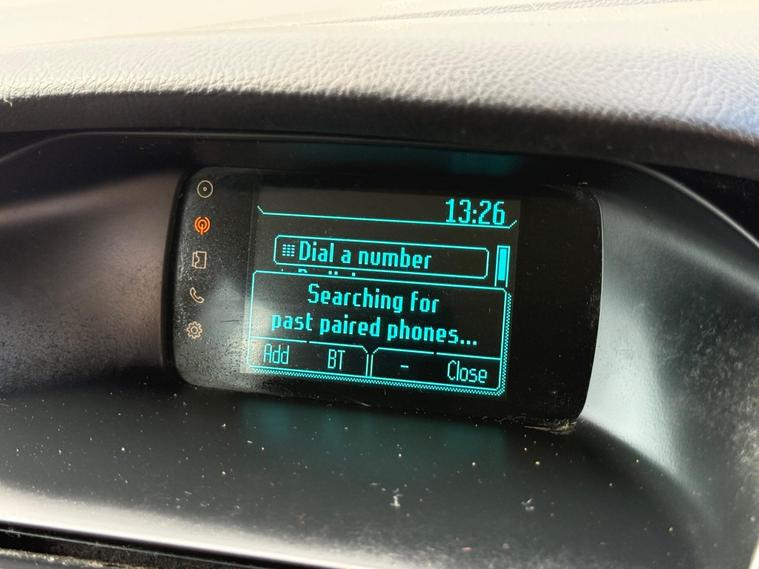 13:26
Dial a number
Searching for
past paired phones...
Add BT - Close